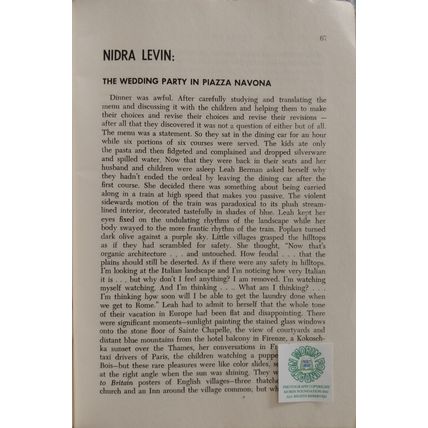 67
NIDRA LEVIN:
THE WEDDING PARTY IN PIAZZA NAVONA
Dinner was awful. After carefully studying and translating the
menu and discussing it with the children and helping them to make
their choices and revise their choices and revise their revisions —
after all that they discovered it was not a question of either but of all.
The menu was a statement. So they sat in the dining car for an hour
while six portions of six courses were served. The kids ate only
the pasta and then fidgeted and complained and dropped silverware
and spilled water. Now that they were back in their seats and her
husband and children were asleep Leah Berman asked herself why
they hadn't ended the ordeal by leaving the dining car after the
first course. She decided there was something about being carried
along in a train at high speed that makes you passive. The violent
sidewards motion of the train was paradoxical to its plush stream-
lined interior, decorated tastefully in shades of blue. Leah kept her
eyes fixed on the undulating rhythms of the landscape while her
body swayed to the more frantic rhythm of the train. Poplars turned
dark olive against a purple sky. Little villages grasped the hilltops
as if they had scrambled for safety. She thought, "Now that's
organic architecture . . . and untouched. How feudal . . . that the
plains should still be deserted. As if there were any safety in hilltops.
I'm looking at the Italian landscape and I'm noticing how very Italian
it is . . . but why don't I feel anything? I am removed. I'm watching
myself watching. And I'm thinking . . . What am I thinking? . . .
I'm thinking how soon will I be able to get the laundry done when
we get to Rome." Leah had to admit to herself that the whole tone
of their vacation in Europe had been flat and disappointing. There
were significant moments—sunlight painting the stained glass windows
onto the stone floor of Sainte Chapelle, the view of courtyards and
distant blue mountains from the hotel balcony in Firenze, a Kokosch-
ka sunset over the Thames, her conversations in
taxi drivers of Paris, the children watching a puppe
Bois—but these rare pleasures were like color slides,
at the right angle when the sun was shining. They
to Britain posters of English villages—three thatche
church and an Inn around the village common; but wh